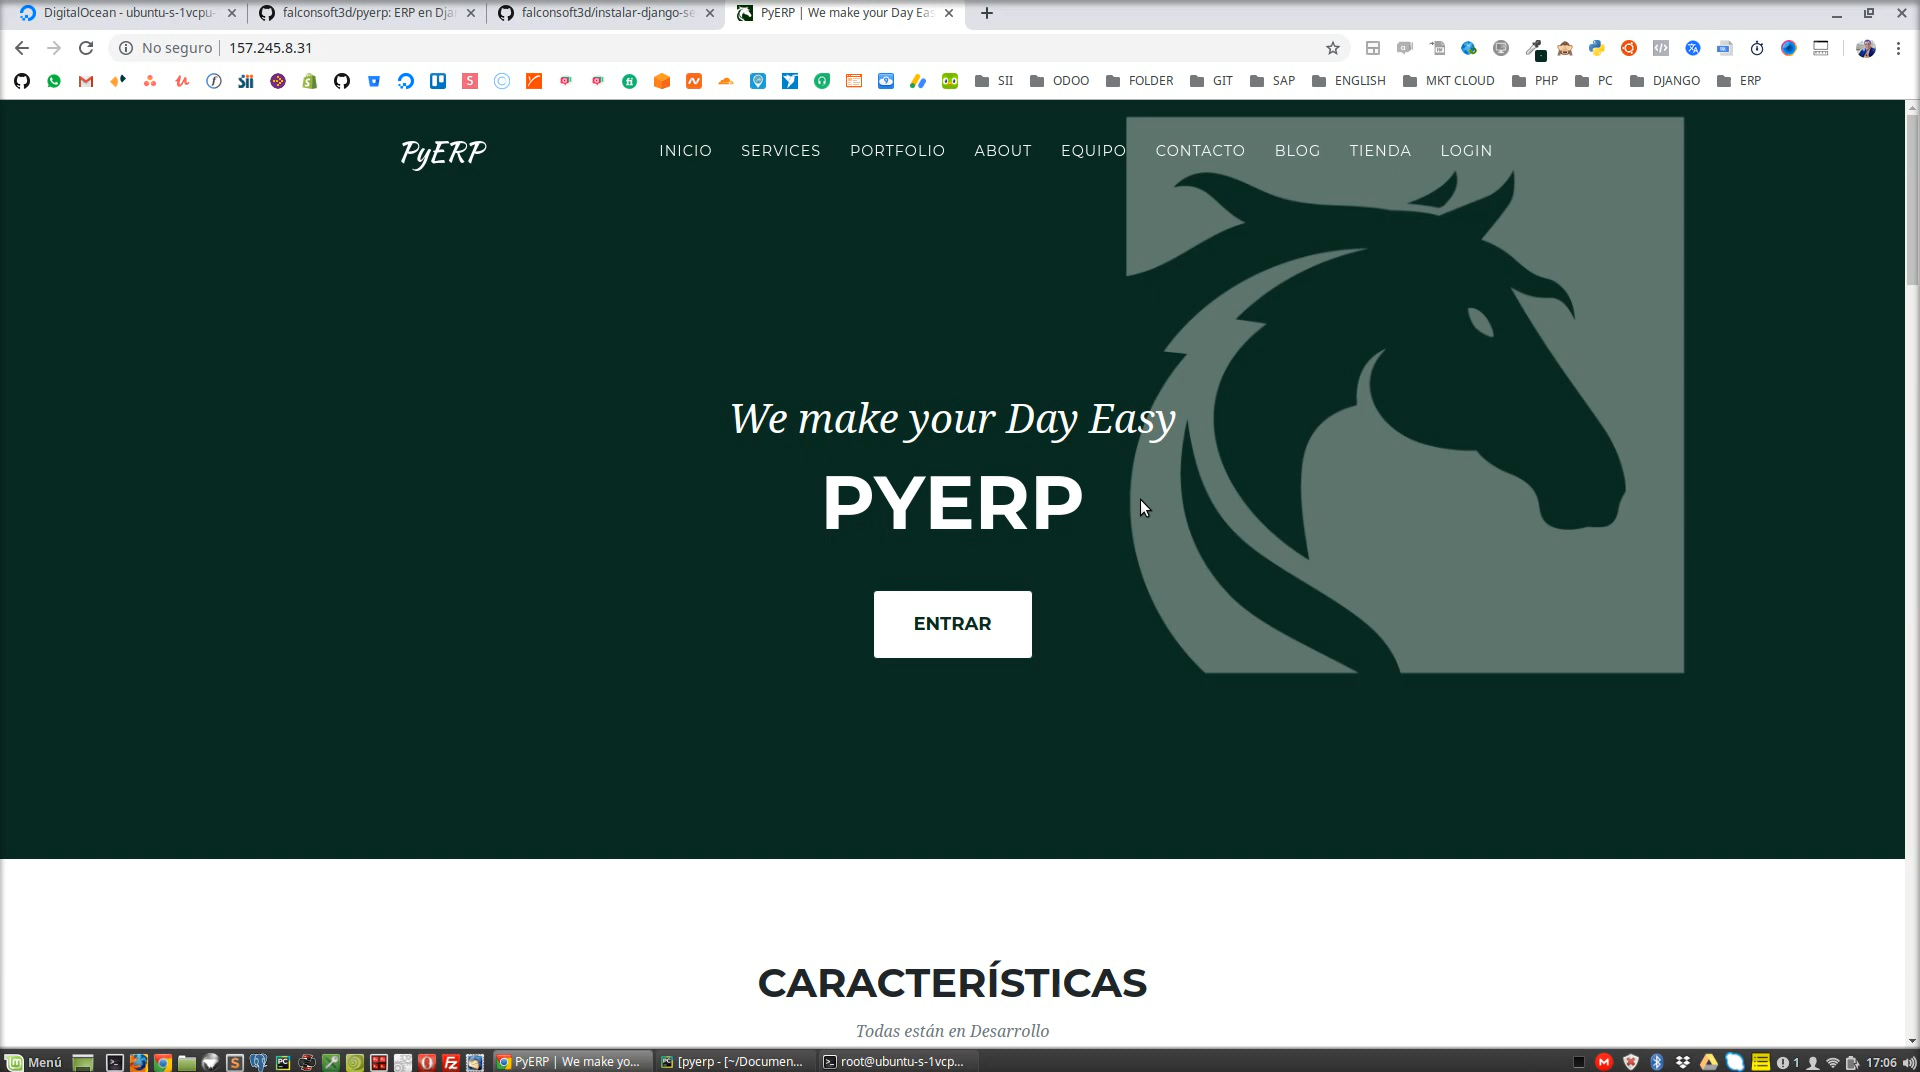 DigitalOcean - ubuntu-s-1vcpu-
falconsoft3d/pyerp: ERP en Dja
falconsoft3d/instalar-django-se
PyERP | We make your Day Eas
No seguro
157.245.8.31
SII
ODOO
FOLDER
GIT
SAP
ENGLISH
MKT CLOUD
PHP
PC
DJANGO
ERP
PyERP
INICIO
SERVICES
PORTFOLIO
ABOUT
EQUIPO
CONTACTO
BLOG
TIENDA
LOGIN
We make your Day Easy
PYERP
ENTRAR
CARACTERÍSTICAS
Todas están en Desarrollo
Menú
PyERP | We make yo...
[pyerp - [~/Documen...
root@ubuntu-s-1vcp...
1
17:06